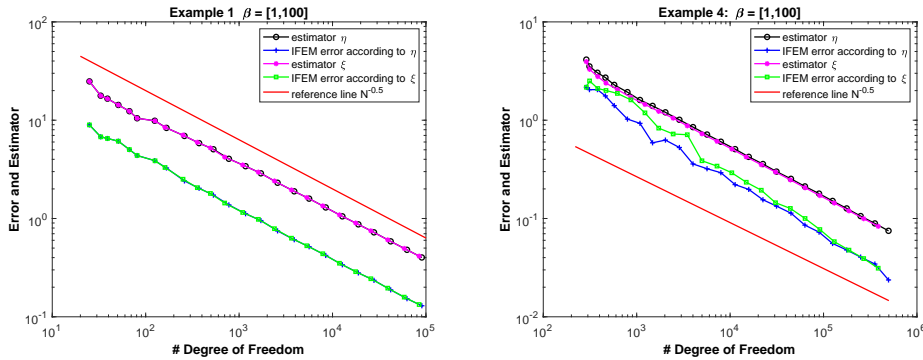 Example 1 β = [1,100]
estimator η
IFEM error according to η
estimator ξ
IFEM error according to ξ
reference line N^-0.5
10^2
10^1
10^0
10^-1
Error and Estimator
10^1 10^2 10^3 10^4 10^5
# Degree of Freedom
Example 4: β = [1,100]
estimator η
IFEM error according to η
estimator ξ
IFEM error according to ξ
reference line N^-0.5
10^2
10^1
10^0
10^-1
10^-2
Error and Estimator
10^2 10^3 10^4 10^5 10^6
# Degree of Freedom